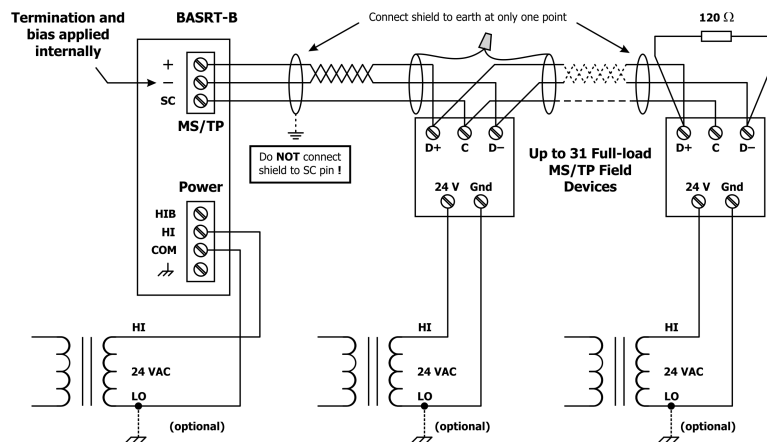 Termination and
bias applied
internally
BASRT-B
Connect shield to earth at only one point
120 Ω
+
−
SC
MS/TP
Do NOT connect
shield to SC pin !
D+ C D−
Up to 31 Full-load
MS/TP Field
Devices
D+ C D−
24 V Gnd
24 V Gnd
Power
HIB
HI
COM
HI
24 VAC
LO
(optional)
HI
24 VAC
LO
(optional)
HI
24 VAC
LO
(optional)